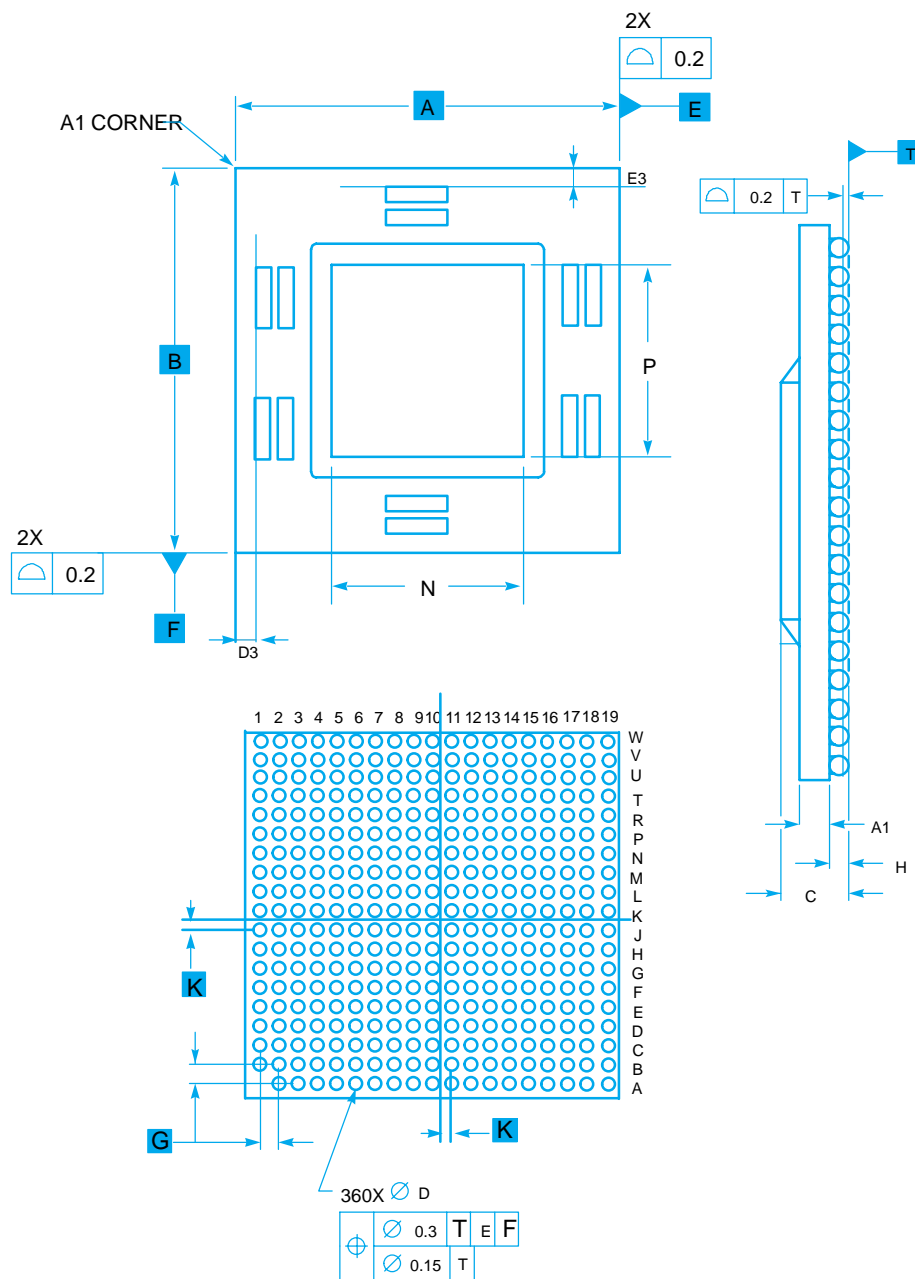 2X
0.2
A
E
A1 CORNER
E3
T
0.2 T
B
P
2X
0.2
N
F
D3
1 2 3 4 5 6 7 8 9 10 11 12 13 14 15 16 17 18 19
W
V
U
T
R
P
N
M
L
K
J
H
G
F
E
D
C
B
A
A1
H
C
K
G
K
360X ∅ D
∅ 0.3 T E F
∅ 0.15 T